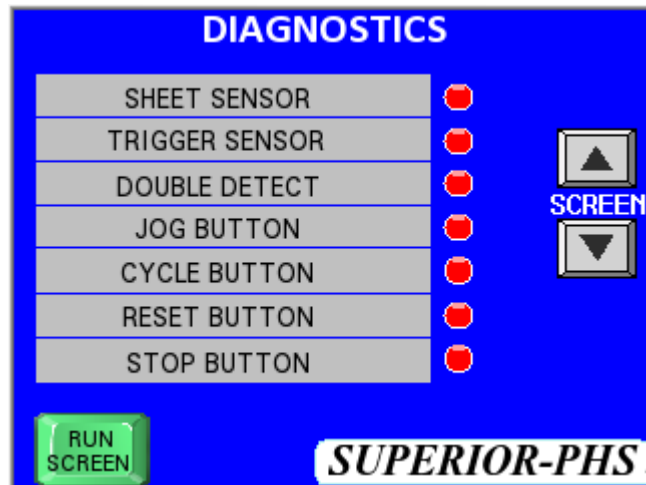 DIAGNOSTICS
SHEET SENSOR
TRIGGER SENSOR
DOUBLE DETECT
JOG BUTTON
CYCLE BUTTON
RESET BUTTON
STOP BUTTON
SCREEN
RUN
SCREEN
SUPERIOR-PHS